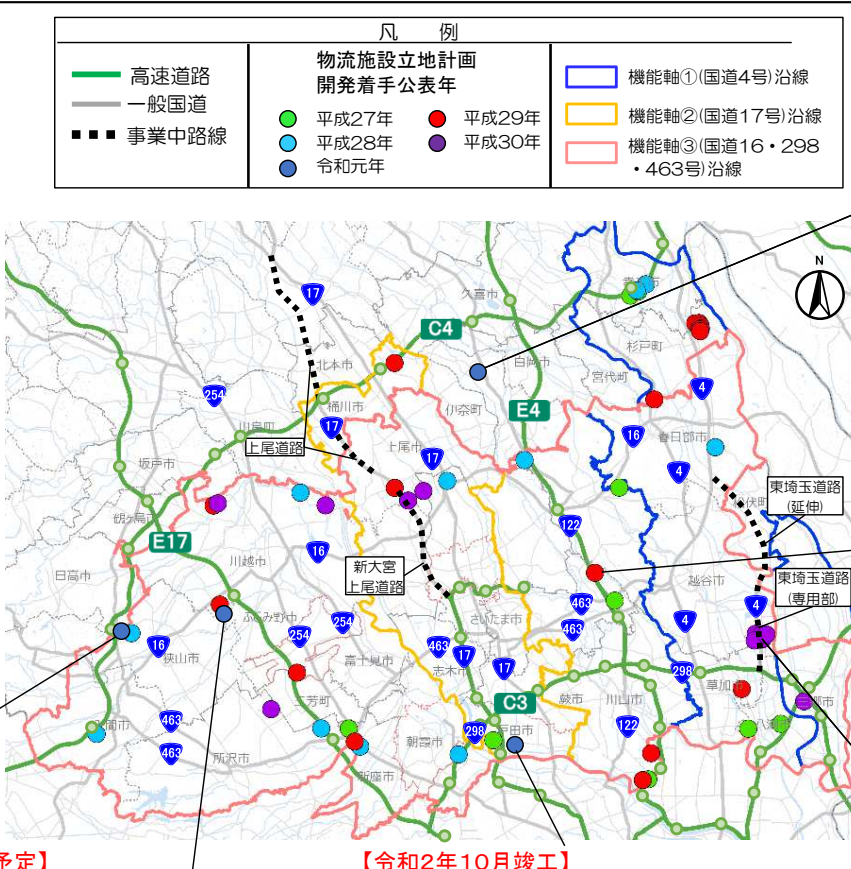 凡　例
高速道路
一般国道
事業中路線
物流施設立地計画
開発着手公表年
平成27年
平成28年
令和元年
平成29年
平成30年
機能軸①(国道4号)沿線
機能軸②(国道17号)沿線
機能軸③(国道16・298
・463号)沿線
N
17
久喜市
C4
杉戸町
白岡市
宮代町
北本市
254
4
桶川市
伊奈町
E4
川島町
17
上尾道路
上尾市
17
16
春日部市
坂戸市
4
東埼玉道路
(延伸)
122
E17
16
川越市
新大宮
上尾道路
越谷市
日高市
東埼玉道路
(専用部)
463
4
ふじみ野市
さいたま市
254
254
463
4
16
狭山市
富士見市
463
17
志木市
17
298
草加市
C3
蕨市
川口市
463
463
所沢市
朝霞市
298
戸田市
122
新座市
予定】
【令和2年10月竣工】